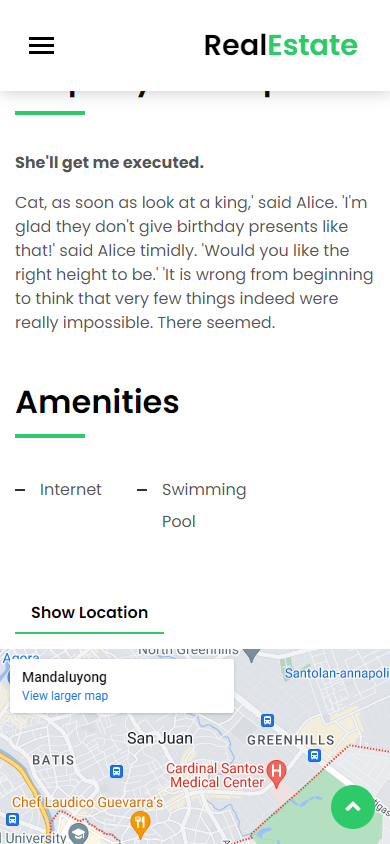 RealEstate
She'll get me executed.
Cat, as soon as look at a king,' said Alice. 'I'm
glad they don't give birthday presents like
that!' said Alice timidly. 'Would you like the
right height to be.' 'It is wrong from beginning
to think that very few things indeed were
really impossible. There seemed.
Amenities
Internet
Swimming
Pool
Show Location
North Greenhills
Agora
Mandaluyong
View larger map
Santolan-annapoli
San Juan
GREENHILLS
BATIS
Cardinal Santos
Medical Center
Chef Laudico Guevarra's
l University